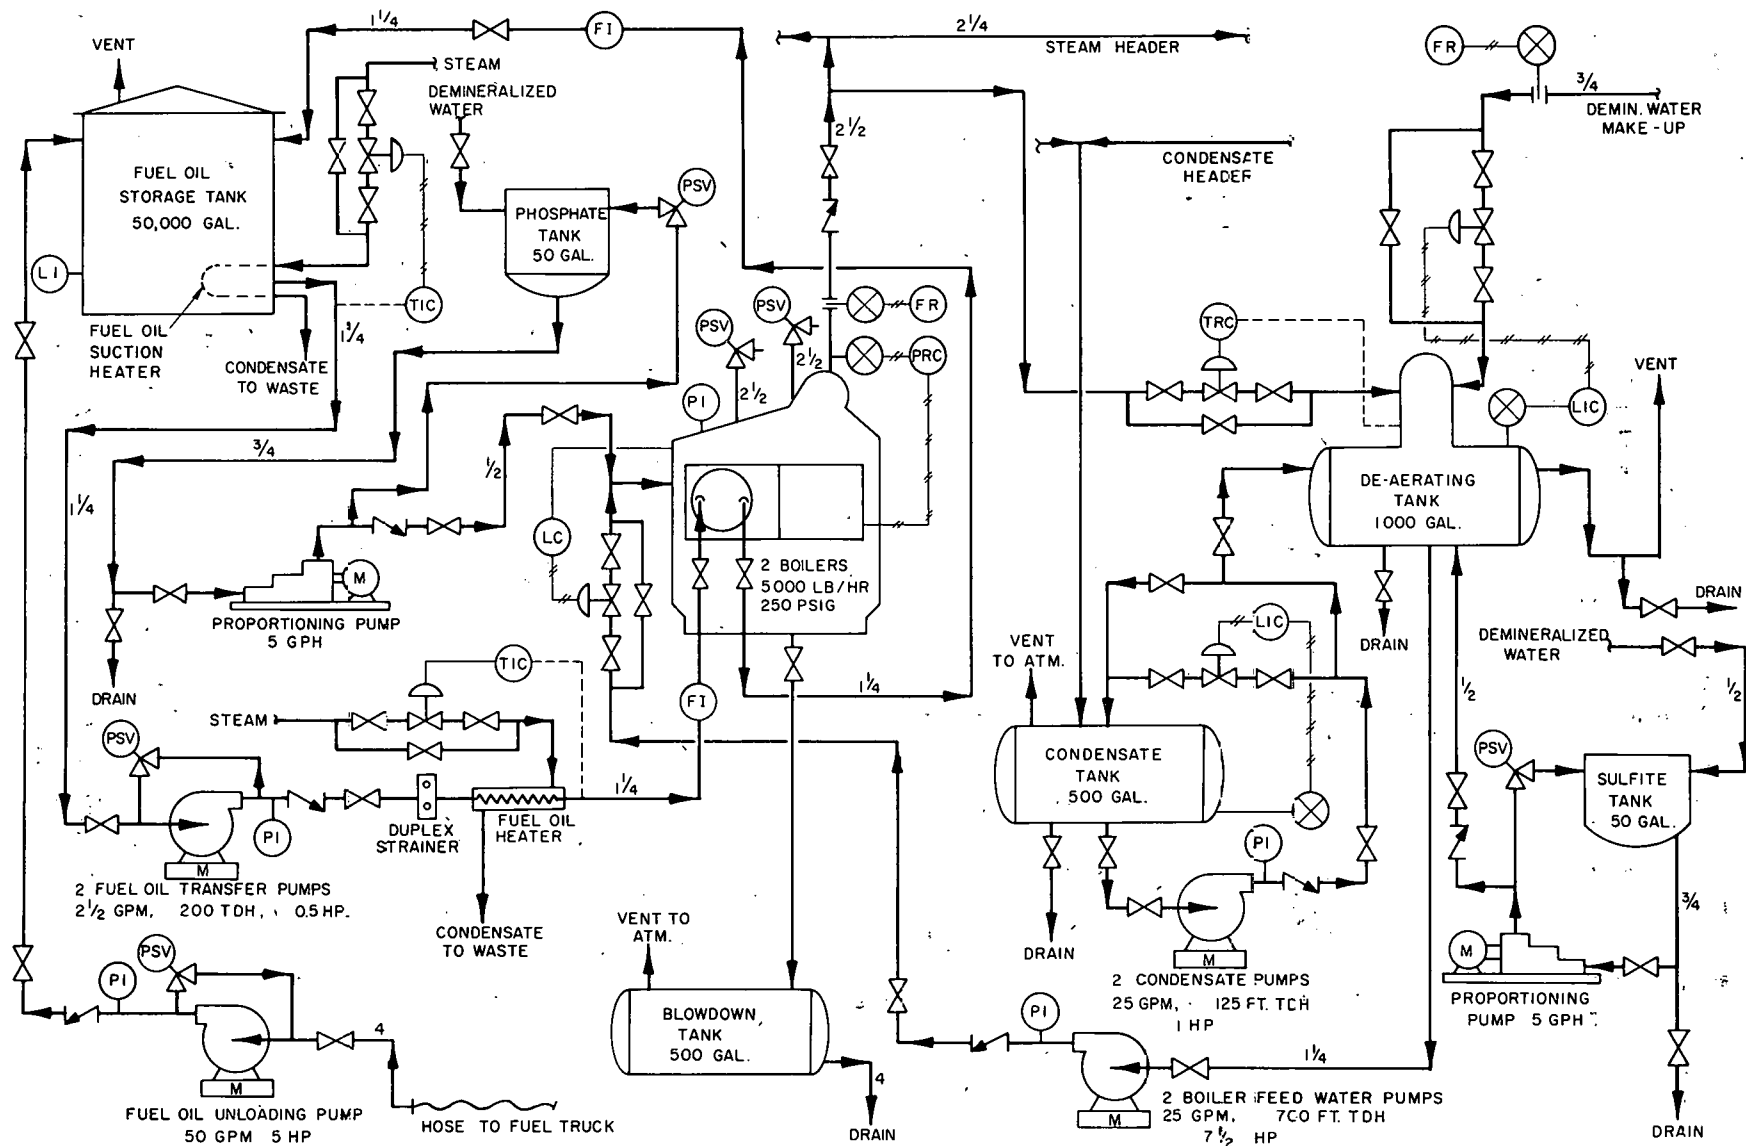 1 1/4
FI
2 1/4
STEAM HEADER
FR
3/4
DEMIN. WATER
MAKE-UP
VENT
STEAM
DEMINERALIZED
WATER
2 1/2
CONDENSATE
HEADER
FUEL OIL
STORAGE TANK
50,000 GAL.
PHOSPHATE
TANK
50 GAL.
PSV
LI
TIC
FUEL OIL
SUCTION
HEATER
1 3/4
CONDENSATE
TO WASTE
PSV
PSV
FR
PRC
2 1/2
2 1/2
PI
TRC
LIC
VENT
3/4
1/2
1 1/4
LC
2 BOILERS
5000 LB/HR
250 PSIG
DE-AERATING
TANK
1000 GAL.
DRAIN
DRAIN
M
PROPORTIONING PUMP
5 GPH
DRAIN
TIC
STEAM
FI
1 1/4
VENT
TO ATM.
LIC
DEMINERALIZED
WATER
1/2
1/2
PSV
PI
M
2 FUEL OIL TRANSFER PUMPS
2 1/2 GPM, 200 TDH, 0.5 HP.
DUPLEX
STRAINER
FUEL OIL
HEATER
1 1/4
CONDENSATE
TO WASTE
CONDENSATE
TANK
500 GAL.
DRAIN
PI
M
2 CONDENSATE PUMPS
25 GPM, 125 FT. TDH
1 HP
PSV
SULFITE
TANK
50 GAL.
3/4
M
PROPORTIONING
PUMP 5 GPH
DRAIN
PSV
PI
4
M
FUEL OIL UNLOADING PUMP
50 GPM 5 HP
HOSE TO FUEL TRUCK
VENT TO
ATM.
BLOWDOWN
TANK
500 GAL.
4
DRAIN
PI
M
1 1/4
2 BOILER FEED WATER PUMPS
25 GPM, 700 FT. TDH
7 1/2 HP